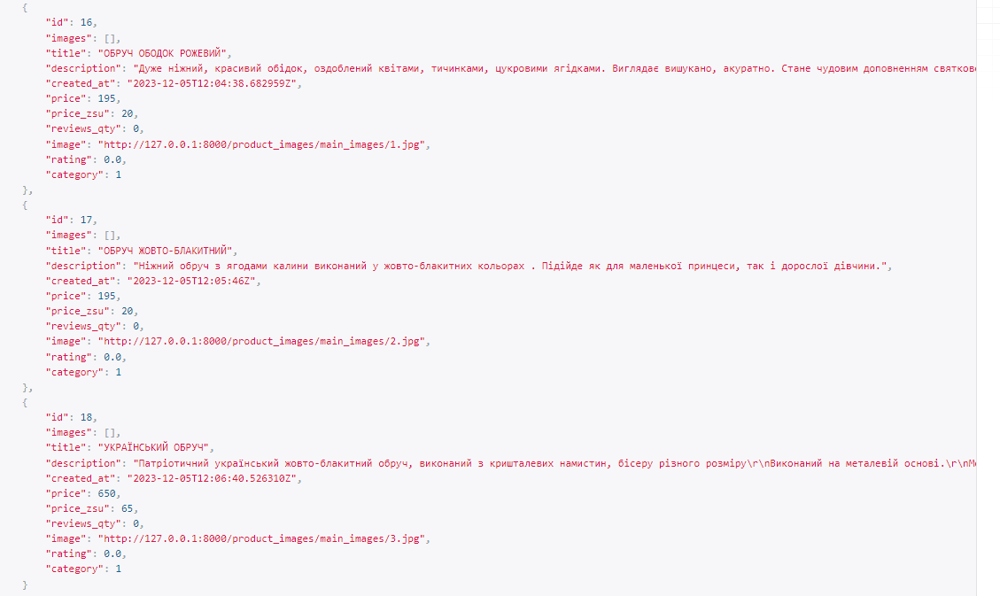 {
"id": 16,
"images": [],
"title": "ОБРУЧ ОБОДОК РОЖЕВИЙ",
"description": "Дуже ніжний, красивий обідок, оздоблений квітами, тичинками, цукровими ягідками. Виглядає вишукано, акуратно. Стане чудовим доповненням святково
"created_at": "2023-12-05T12:04:38.682959Z",
"price": 195,
"price_zsu": 20,
"reviews_qty": 0,
"image": "http://127.0.0.1:8000/product_images/main_images/1.jpg",
"rating": 0.0,
"category": 1
},
{
"id": 17,
"images": [],
"title": "ОБРУЧ ЖОВТО-БЛАКИТНИЙ",
"description": "Ніжний обруч з ягодами калини виконаний у жовто-блакитних кольорах . Підійде як для маленької принцеси, так і дорослої дівчини.",
"created_at": "2023-12-05T12:05:46Z",
"price": 195,
"price_zsu": 20,
"reviews_qty": 0,
"image": "http://127.0.0.1:8000/product_images/main_images/2.jpg",
"rating": 0.0,
"category": 1
},
{
"id": 18,
"images": [],
"title": "УКРАЇНСЬКИЙ ОБРУЧ",
"description": "Патріотичний український жовто-блакитний обруч, виконаний з кришталевих намистин, бісеру різного розміру\r\nВиконаний на металевій основі.\r\n
"created_at": "2023-12-05T12:06:40.526310Z",
"price": 650,
"price_zsu": 65,
"reviews_qty": 0,
"image": "http://127.0.0.1:8000/product_images/main_images/3.jpg",
"rating": 0.0,
"category": 1
}